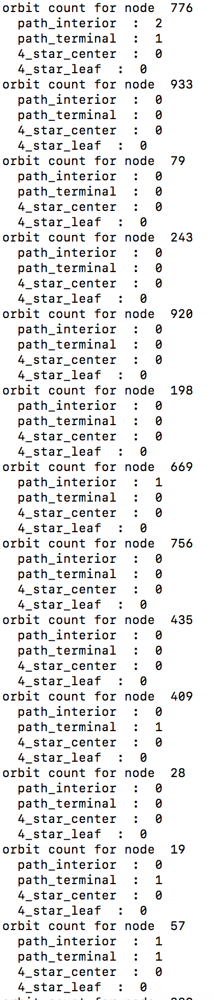 orbit count for node  776
  path_interior  :  2
  path_terminal  :  1
  4_star_center  :  0
  4_star_leaf  :  0
orbit count for node  933
  path_interior  :  0
  path_terminal  :  0
  4_star_center  :  0
  4_star_leaf  :  0
orbit count for node  79
  path_interior  :  0
  path_terminal  :  0
  4_star_center  :  0
  4_star_leaf  :  0
orbit count for node  243
  path_interior  :  0
  path_terminal  :  0
  4_star_center  :  0
  4_star_leaf  :  0
orbit count for node  920
  path_interior  :  0
  path_terminal  :  0
  4_star_center  :  0
  4_star_leaf  :  0
orbit count for node  198
  path_interior  :  0
  path_terminal  :  0
  4_star_center  :  0
  4_star_leaf  :  0
orbit count for node  669
  path_interior  :  1
  path_terminal  :  0
  4_star_center  :  0
  4_star_leaf  :  0
orbit count for node  756
  path_interior  :  0
  path_terminal  :  0
  4_star_center  :  0
  4_star_leaf  :  0
orbit count for node  435
  path_interior  :  0
  path_terminal  :  0
  4_star_center  :  0
  4_star_leaf  :  0
orbit count for node  409
  path_interior  :  0
  path_terminal  :  1
  4_star_center  :  0
  4_star_leaf  :  0
orbit count for node  28
  path_interior  :  0
  path_terminal  :  0
  4_star_center  :  0
  4_star_leaf  :  0
orbit count for node  19
  path_interior  :  0
  path_terminal  :  1
  4_star_center  :  0
  4_star_leaf  :  0
orbit count for node  57
  path_interior  :  1
  path_terminal  :  1
  4_star_center  :  0
  4_star_leaf  :  0
orbit count for node